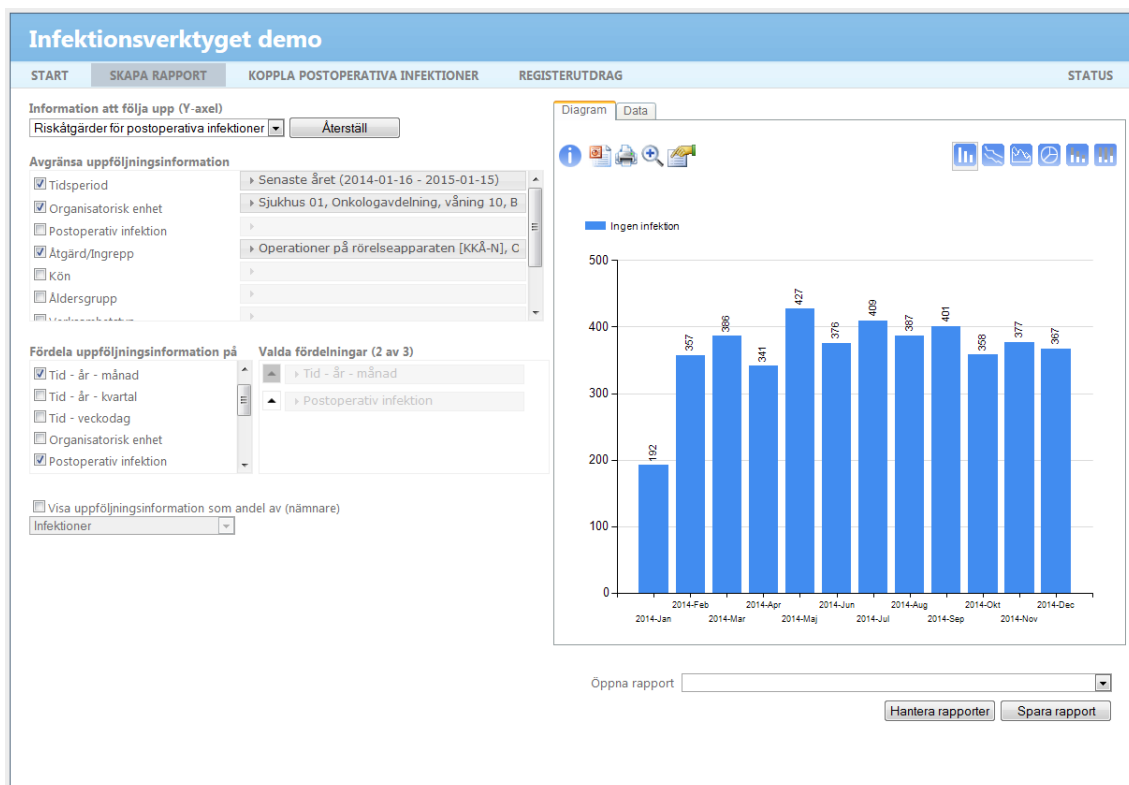 Infektionsverktyget demo
START SKAPA RAPPORT KOPPLA POSTOPERATIVA INFEKTIONER REGISTERUTDRAG STATUS
Information att följa upp (Y-axel)
Riskåtgärder för postoperativa infektioner Återställ
Avgränsa uppföljningsinformation
Tidsperiod Senaste året (2014-01-16 - 2015-01-15)
Organisatorisk enhet Sjukhus 01, Onkologavdelning, våning 10, B
Postoperativ infektion
Åtgärd/Ingrepp Operationer på rörelseapparaten [KKÅ-N], O
Kön
Åldersgrupp
Fördela uppföljningsinformation på
Tid - år - månad
Tid - år - kvartal
Tid - veckodag
Organisatorisk enhet
Postoperativ infektion
Valda fördelningar (2 av 3)
Tid - år - månad
Postoperativ infektion
Visa uppföljningsinformation som andel av (nämnare)
Infektioner
Diagram Data
Ingen infektion
500
400
300
200
100
0
192
357
386
341
427
376
409
387
401
358
377
367
2014-Jan
2014-Feb
2014-Mar
2014-Apr
2014-Maj
2014-Jun
2014-Jul
2014-Aug
2014-Sep
2014-Okt
2014-Nov
2014-Dec
Öppna rapport
Hantera rapporter Spara rapport